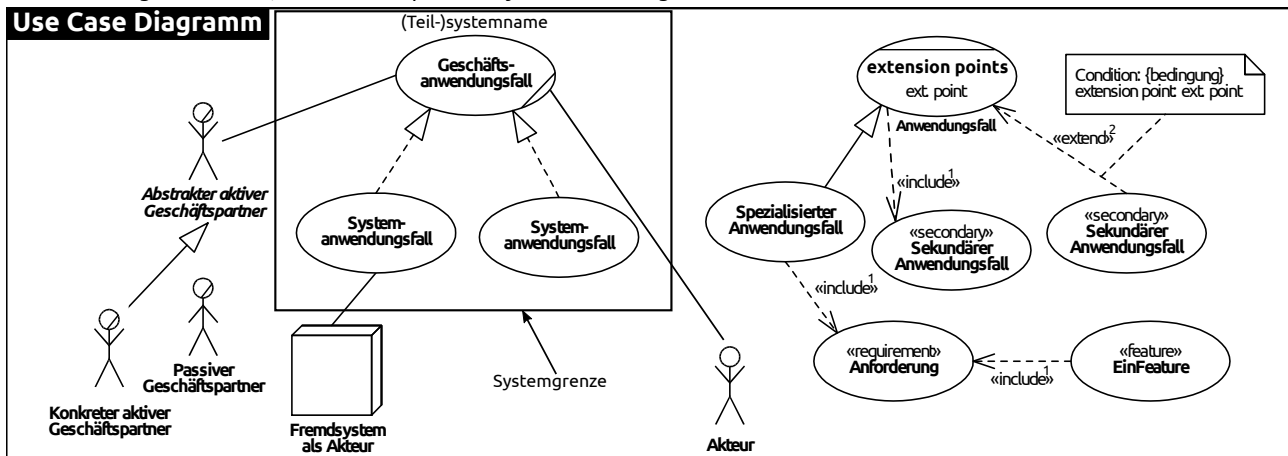 Use Case Diagramm
(Teil-)systemname
Geschäfts-
anwendungsfall
extension points
ext. point
Anwendungsfall
Condition: {bedingung}
extension point: ext. point
«extend»²
«include»¹
Abstrakter aktiver
Geschäftspartner
System-
anwendungsfall
System-
anwendungsfall
Spezialisierter
Anwendungsfall
«secondary»
Sekundärer
Anwendungsfall
«secondary»
Sekundärer
Anwendungsfall
«include»¹
Passiver
Geschäftspartner
Konkreter aktiver
Geschäftspartner
Fremdsystem
als Akteur
Systemgrenze
Akteur
«requirement»
Anforderung
«include»¹
«feature»
EinFeature